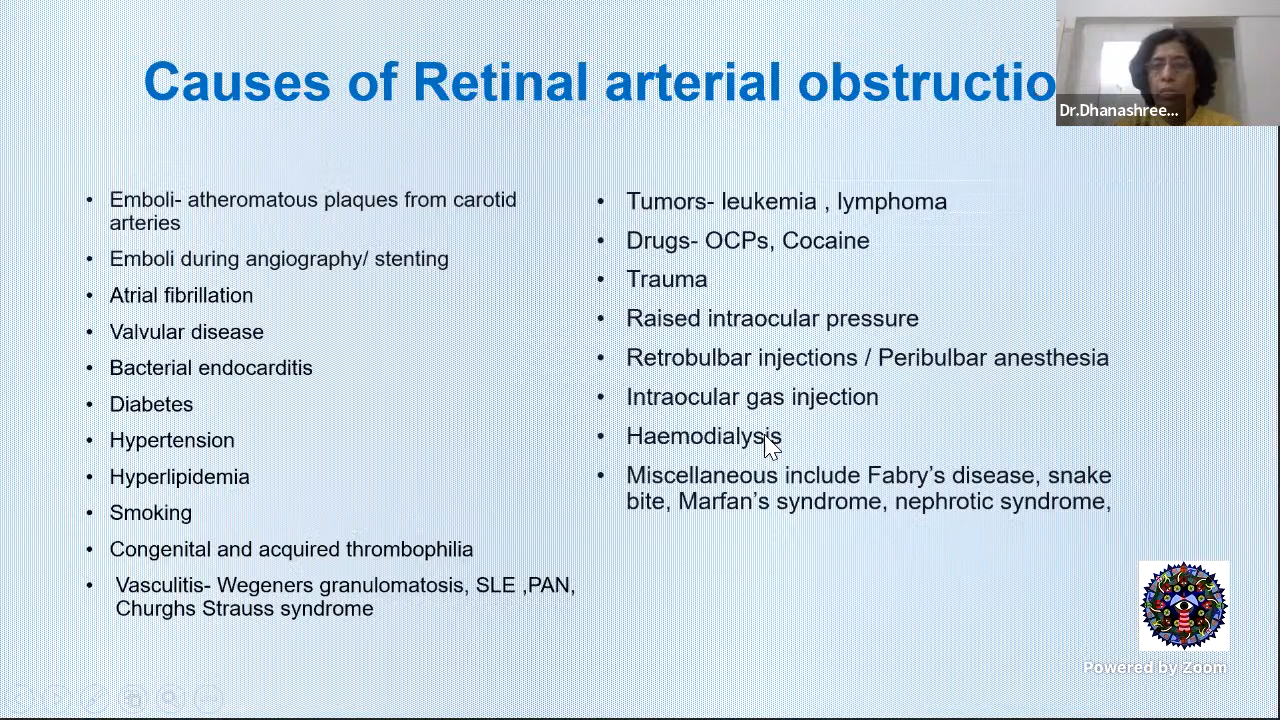 Causes of Retinal arterial obstructio
Dr.Dhanashree...
• Emboli- atheromatous plaques from carotid
arteries
• Emboli during angiography/ stenting
• Atrial fibrillation
• Valvular disease
• Bacterial endocarditis
• Diabetes
• Hypertension
• Hyperlipidemia
• Smoking
• Congenital and acquired thrombophilia
• Vasculitis- Wegeners granulomatosis, SLE ,PAN,
Churghs Strauss syndrome
• Tumors- leukemia , lymphoma
• Drugs- OCPs, Cocaine
• Trauma
• Raised intraocular pressure
• Retrobulbar injections / Peribulbar anesthesia
• Intraocular gas injection
• Haemodialysis
• Miscellaneous include Fabry’s disease, snake
bite, Marfan’s syndrome, nephrotic syndrome,
Powered by Zoom